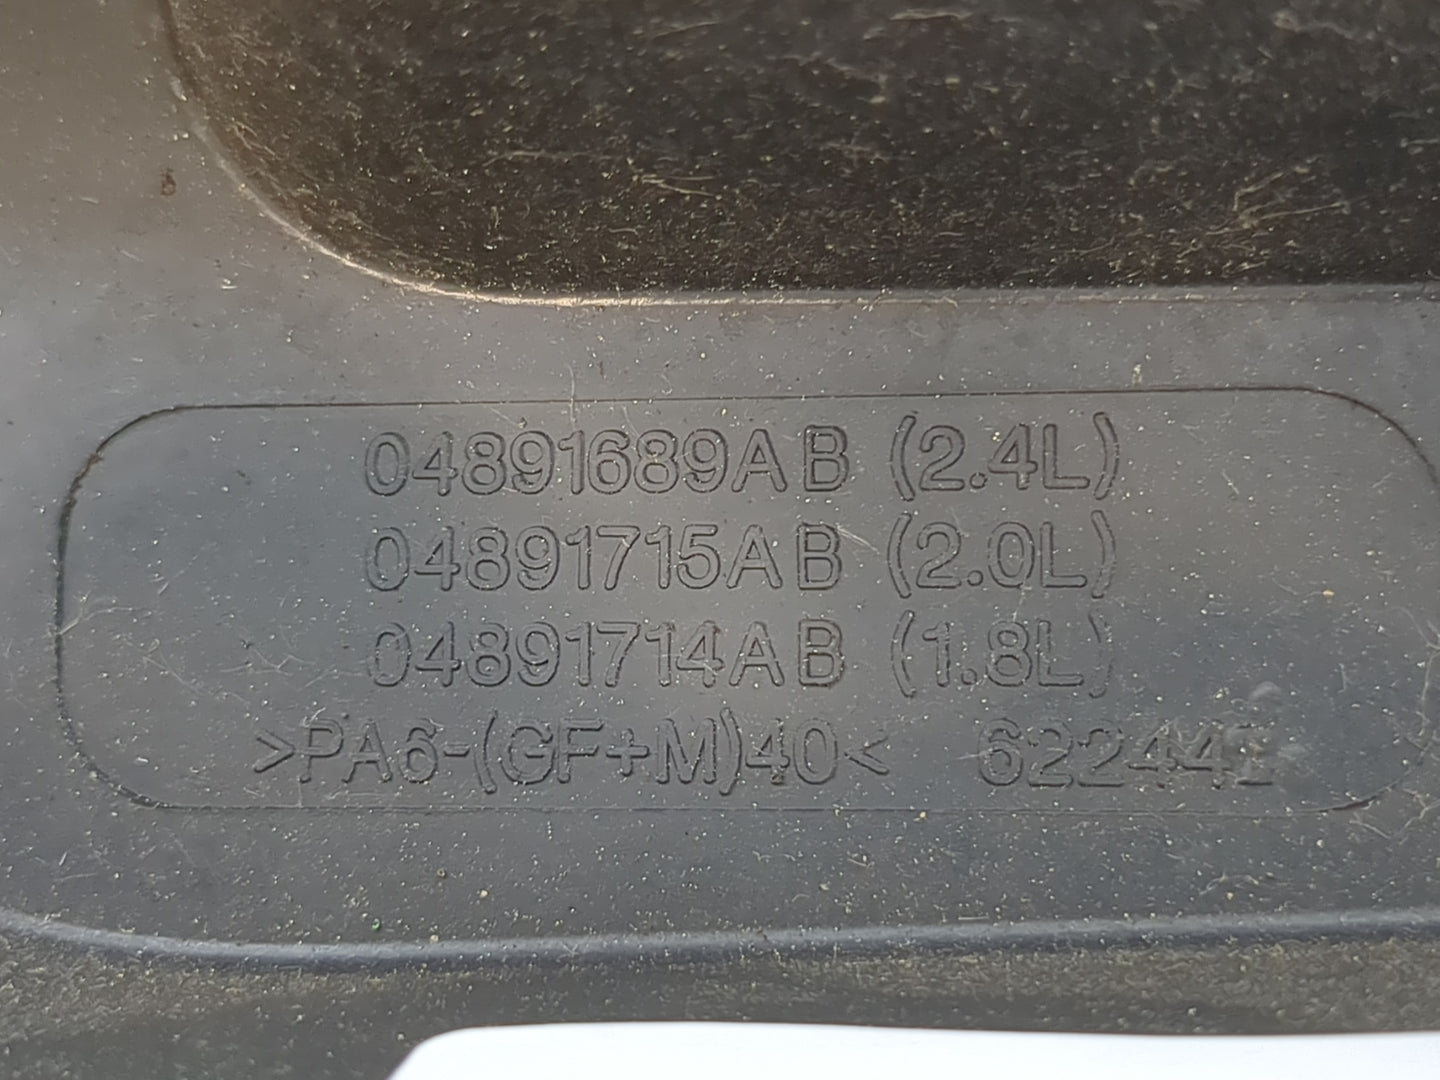 04891689AB (2.4L)
04891715AB (2.0L)
04891714AB (1.8L)
>PA6-(GF+M)40<